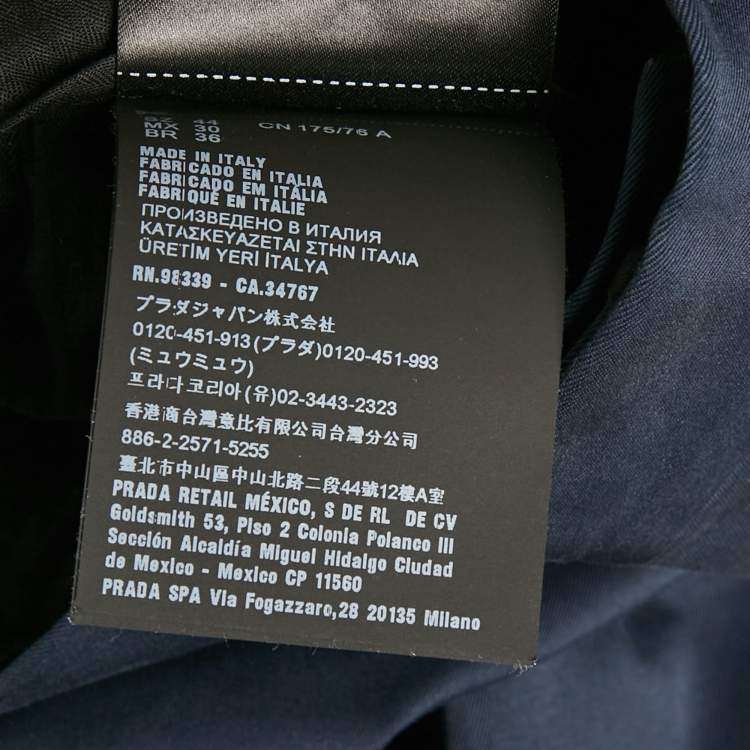 44
MX 30 CN 175/76 A
BR 36
MADE IN ITALY
FABRICADO EN ITALIA
FABRICADO EM ITÁLIA
FABRIQUÉ EN ITALIE
ПРОИЗВЕДЕНО В ИТАЛИЯ
ΚΑΤΑΣΚΕΥΑΖΕΤΑΙ ΣΤΗΝ ΙΤΑΛΙΑ
ÜRETİM YERİ İTALYA
RN.98339 - CA.34767
プラダジャパン株式会社
0120-451-913(プラダ)0120-451-993
(ミュウミュウ)
프라다코리아(유)02-3443-2323
香港商台灣意比有限公司台灣分公司
886-2-2571-5255
臺北市中山區中山北路二段44號12樓A室
PRADA RETAIL MÉXICO, S DE RL DE CV
Goldsmith 53, Piso 2 Colonia Polanco III
Sección Alcaldía Miguel Hidalgo Ciudad
de Mexico - Mexico CP 11560
PRADA SPA Via Fogazzaro,28 20135 Milano